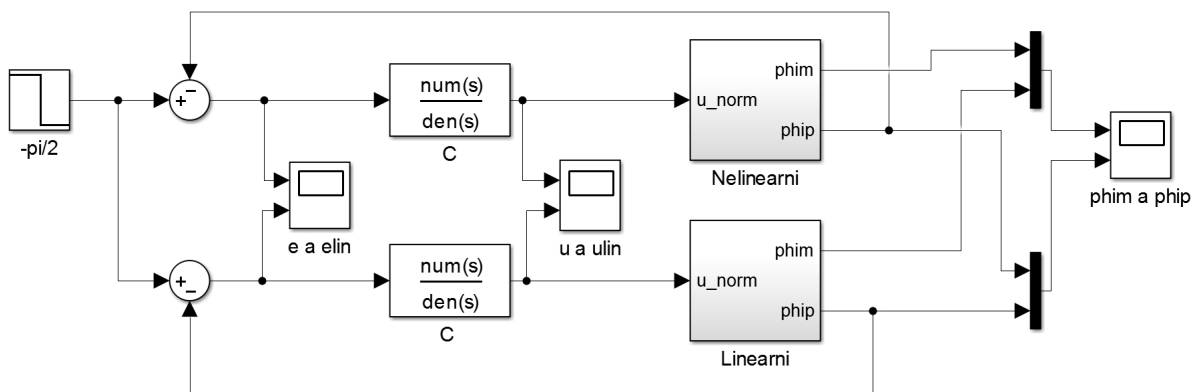 num(s)
den(s)
C
-pi/2
u_norm
phim
phip
Nelinearni
e a elin
u a ulin
phim a phip
num(s)
den(s)
C
u_norm
phim
phip
Linearni